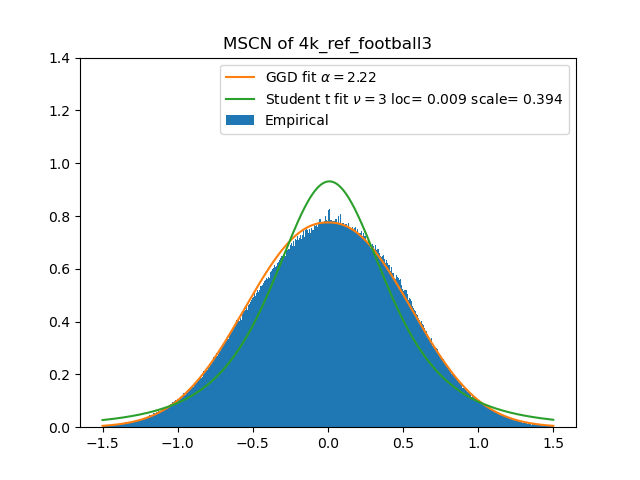 MSCN of 4k_ref_football3
GGD fit α = 2.22
Student t fit ν = 3 loc= 0.009 scale= 0.394
Empirical
1.4
1.2
1.0
0.8
0.6
0.4
0.2
0.0
−1.5 −1.0 −0.5 0.0 0.5 1.0 1.5